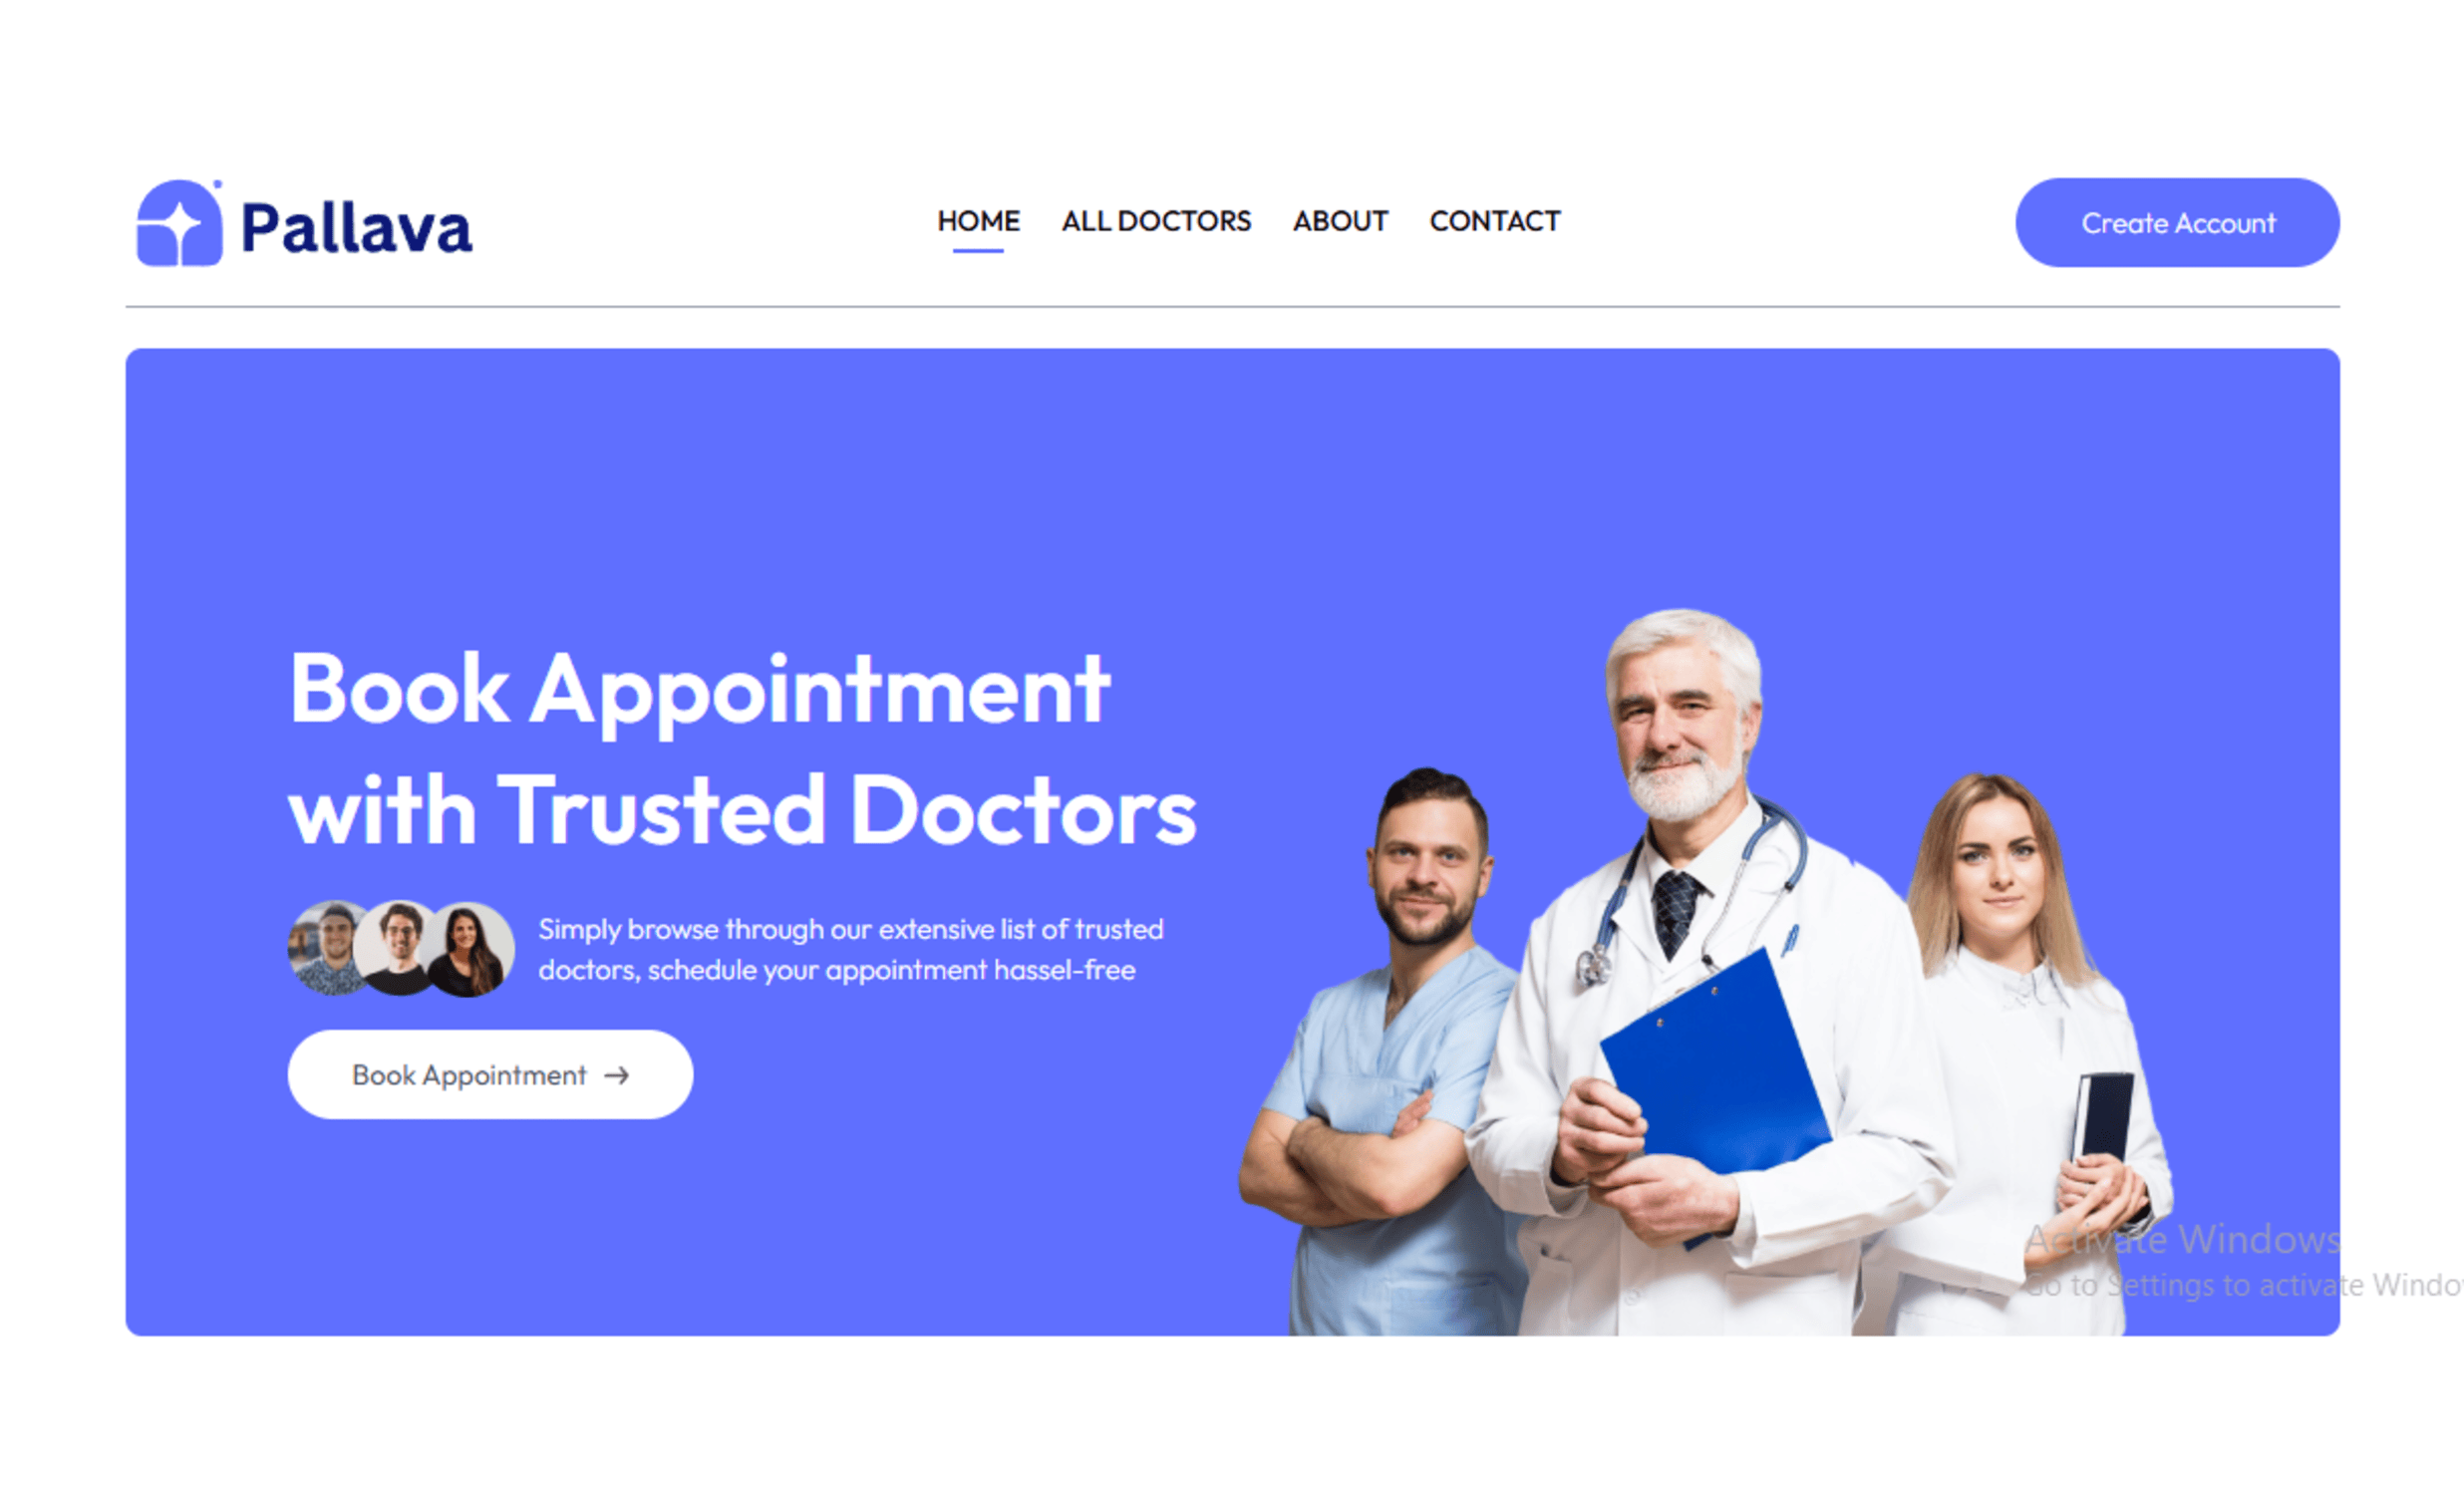 Pallava
HOME ALL DOCTORS ABOUT CONTACT
Create Account
Book Appointment
with Trusted Doctors
Simply browse through our extensive list of trusted
doctors, schedule your appointment hassel-free
Book Appointment →
Activate Windows
Go to Settings to activate Windo